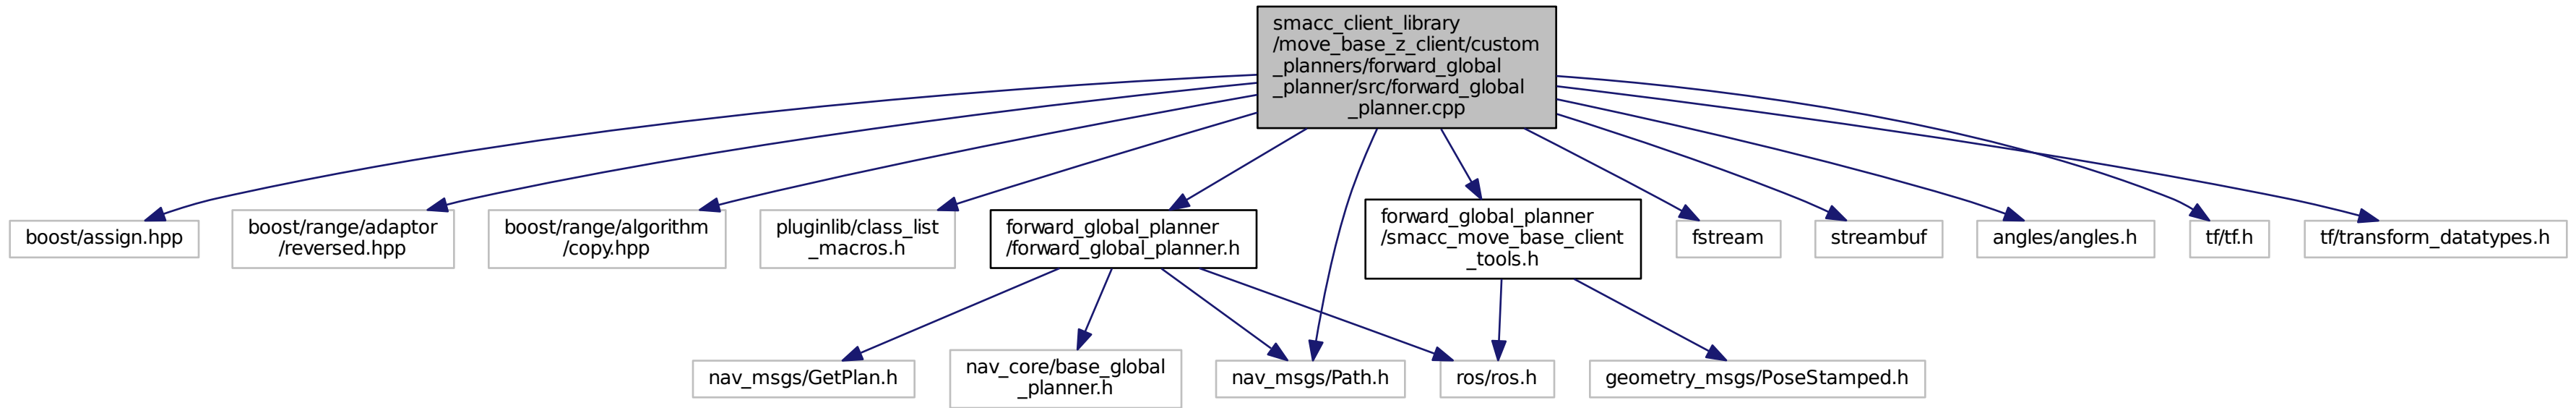 smacc_client_library
/move_base_z_client/custom
_planners/forward_global
_planner/src/forward_global
_planner.cpp
boost/assign.hpp
boost/range/adaptor
/reversed.hpp
boost/range/algorithm
/copy.hpp
pluginlib/class_list
_macros.h
forward_global_planner
/forward_global_planner.h
forward_global_planner
/smacc_move_base_client
_tools.h
fstream
streambuf
angles/angles.h
tf/tf.h
tf/transform_datatypes.h
nav_msgs/GetPlan.h
nav_core/base_global
_planner.h
nav_msgs/Path.h
ros/ros.h
geometry_msgs/PoseStamped.h